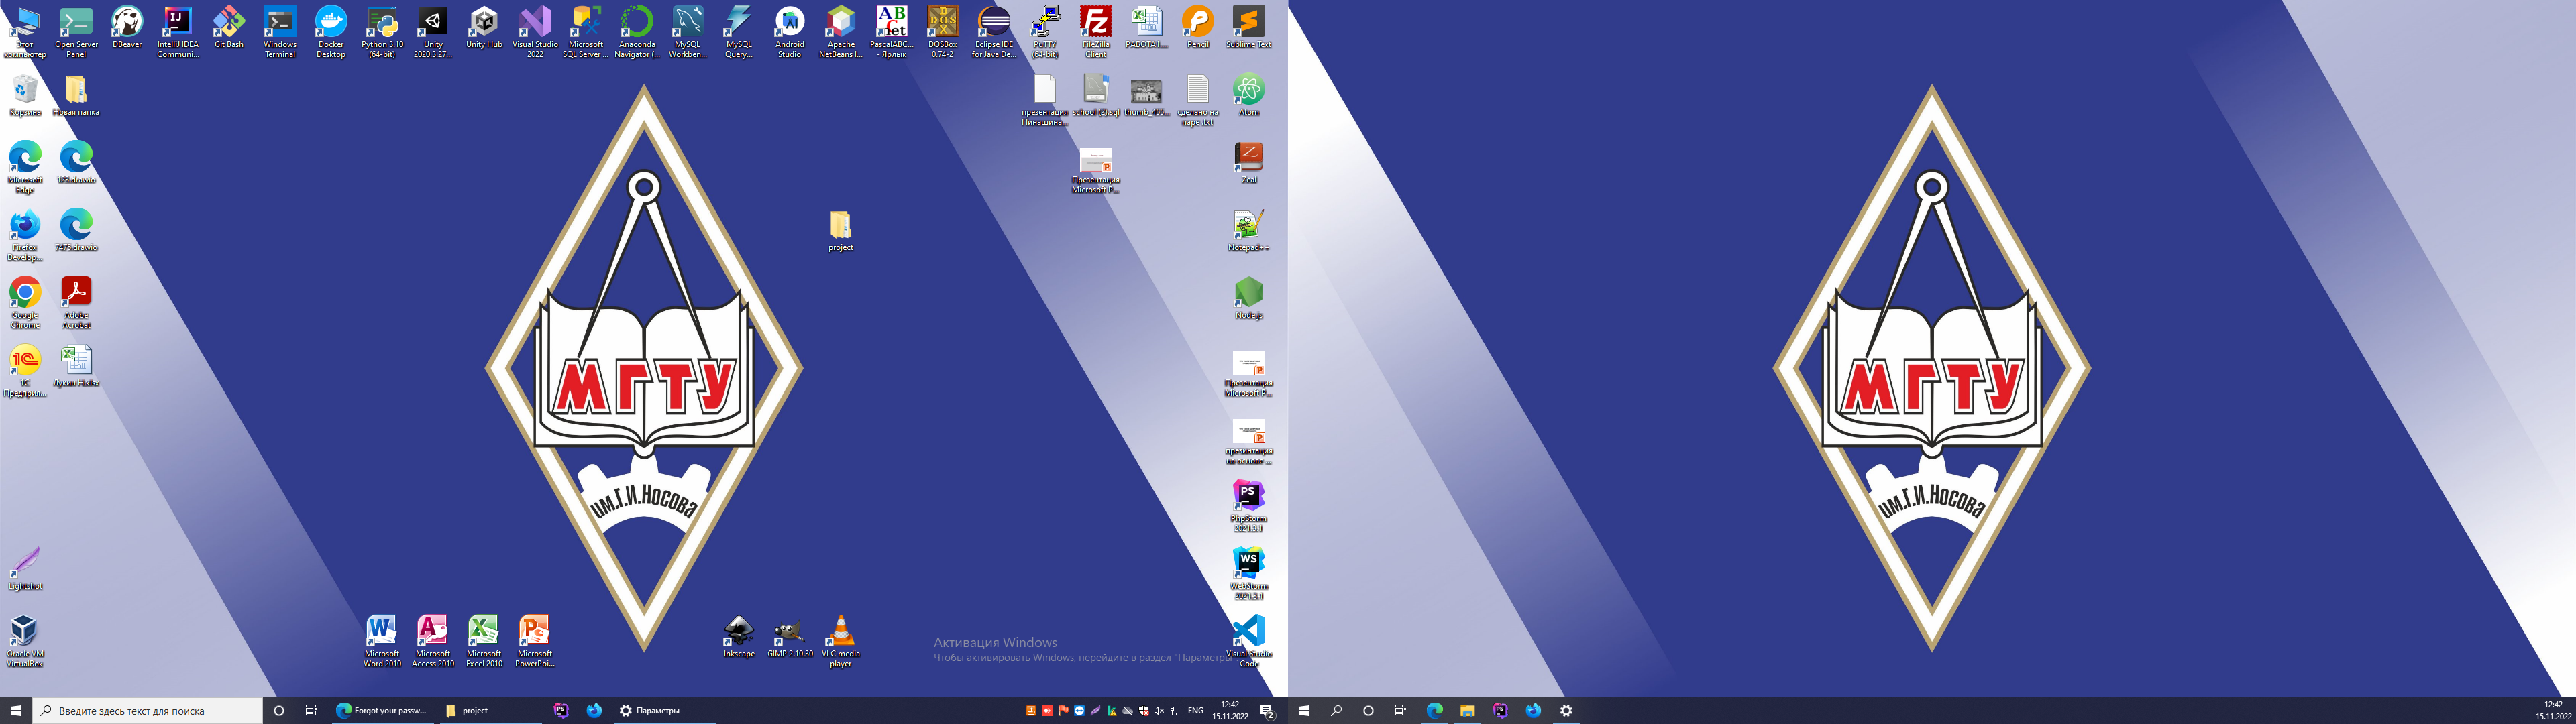 Этот компьютер
Open Server Panel
DBeaver
IntelliJ IDEA Communi...
Git Bash
Windows Terminal
Docker Desktop
Python 3.10 (64-bit)
Unity 2020.3.27...
Unity Hub
Visual Studio 2022
Microsoft SQL Server ...
Anaconda Navigator (...
MySQL Workben...
MySQL Query...
Android Studio
Apache NetBeans I...
PascalABC... - Ярлык
DOSBox 0.74-2
Eclipse IDE for Java De...
PuTTY (64-bit)
FileZilla Client
РАБОТА1....
Pencil
Sublime Text
Корзина
Новая папка
презентация Пинашина...
school (2).sql
thumb_455...
сделано на паре.txt
Atom
Microsoft Edge
123.drawio
Презентация Microsoft P...
Zeal
Firefox Develop...
7475.drawio
project
Notepad++
Google Chrome
Adobe Acrobat
Node.js
1С Предприя...
Лукин Н.xlsx
Презентация Microsoft P...
презинтация на основе ...
PhpStorm 2021.3.1
Lightshot
WebStorm 2021.3.1
Oracle VM VirtualBox
Microsoft Word 2010
Microsoft Access 2010
Microsoft Excel 2010
Microsoft PowerPoi...
Inkscape
GIMP 2.10.30
VLC media player
Visual Studio Code
МГТУ
им.Г.И.Носова
Активация Windows
Чтобы активировать Windows, перейдите в раздел "Параметры
Введите здесь текст для поиска
Forgot your passw...
project
Параметры
ENG
12:42
15.11.2022
2
МГТУ
им.Г.И.Носова
12:42
15.11.2022